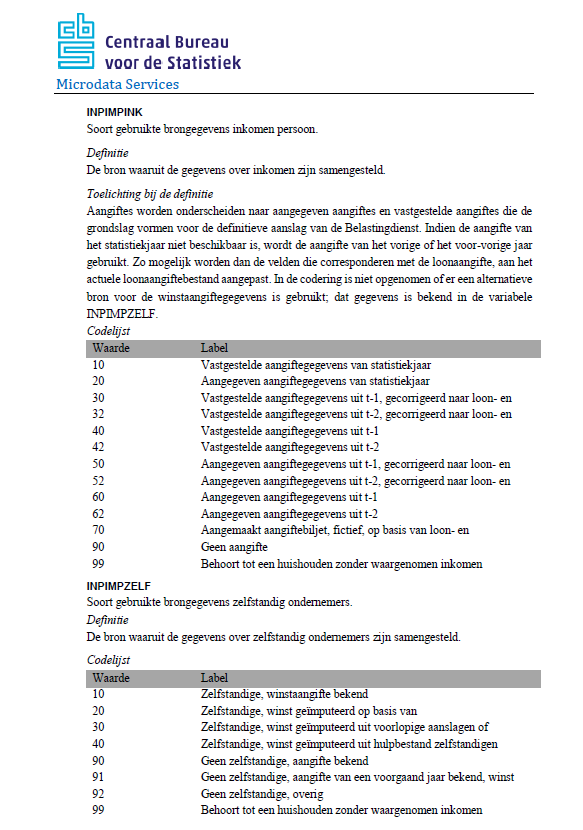 Centraal Bureau
voor de Statistiek
Microdata Services
INPIMPINK
Soort gebruikte brongegevens inkomen persoon.
Definitie
De bron waaruit de gegevens over inkomen zijn samengesteld.
Toelichting bij de definitie
Aangiftes worden onderscheiden naar aangegeven aangiftes en vastgestelde aangiftes die de
grondslag vormen voor de definitieve aanslag van de Belastingdienst. Indien de aangifte van
het statistiekjaar niet beschikbaar is, wordt de aangifte van het vorige of het voor-vorige jaar
gebruikt. Zo mogelijk worden dan de velden die corresponderen met de loonaangifte, aan het
actuele loonaangiftebestand aangepast. In de codering is niet opgenomen of er een alternatieve
bron voor de winstaangiftegegevens is gebruikt; dat gegevens is bekend in de variabele
INPIMPZELF.
Codelijst
Waarde Label
10 Vastgestelde aangiftegegevens van statistiekjaar
20 Aangegeven aangiftegegevens van statistiekjaar
30 Vastgestelde aangiftegegevens uit t-1, gecorrigeerd naar loon- en
32 Vastgestelde aangiftegegevens uit t-2, gecorrigeerd naar loon- en
40 Vastgestelde aangiftegegevens uit t-1
42 Vastgestelde aangiftegegevens uit t-2
50 Aangegeven aangiftegegevens uit t-1, gecorrigeerd naar loon- en
52 Aangegeven aangiftegegevens uit t-2, gecorrigeerd naar loon- en
60 Aangegeven aangiftegegevens uit t-1
62 Aangegeven aangiftegegevens uit t-2
70 Aangemaakt aangiftebiljet, fictief, op basis van loon- en
90 Geen aangifte
99 Behoort tot een huishouden zonder waargenomen inkomen
INPIMPZELF
Soort gebruikte brongegevens zelfstandig ondernemers.
Definitie
De bron waaruit de gegevens over zelfstandig ondernemers zijn samengesteld.
Codelijst
Waarde Label
10 Zelfstandige, winstaangifte bekend
20 Zelfstandige, winst geïmputeerd op basis van
30 Zelfstandige, winst geïmputeerd uit voorlopige aanslagen of
40 Zelfstandige, winst geïmputeerd uit hulpbestand zelfstandigen
90 Geen zelfstandige, aangifte bekend
91 Geen zelfstandige, aangifte van een voorgaand jaar bekend, winst
92 Geen zelfstandige, overig
99 Behoort tot een huishouden zonder waargenomen inkomen